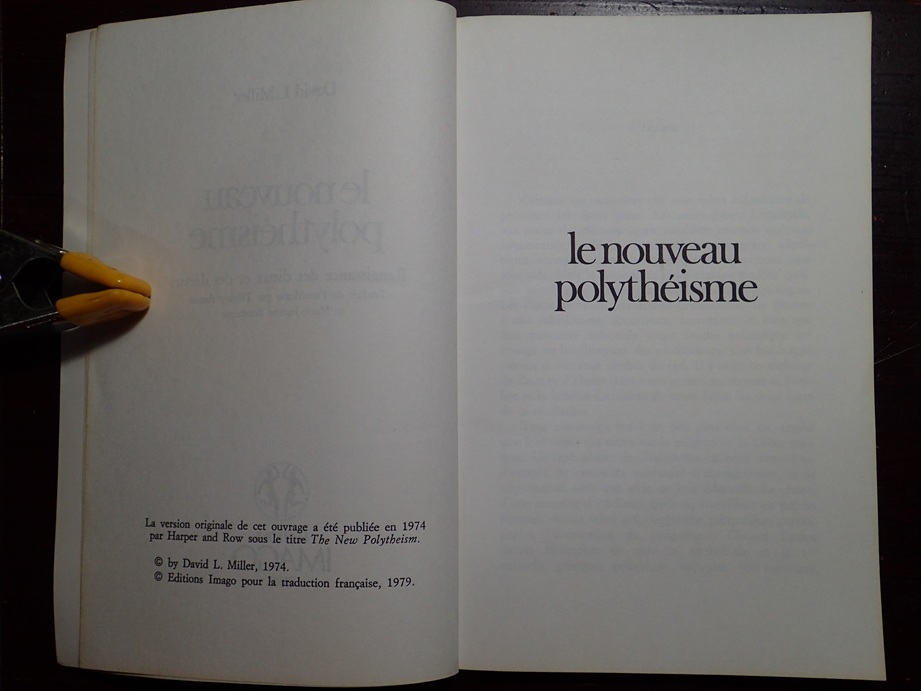 La version originale de cet ouvrage a été publiée en 1974
par Harper and Row sous le titre The New Polytheism.
© by David L. Miller, 1974.
© Editions Imago pour la traduction française, 1979.
le nouveau
polythéisme